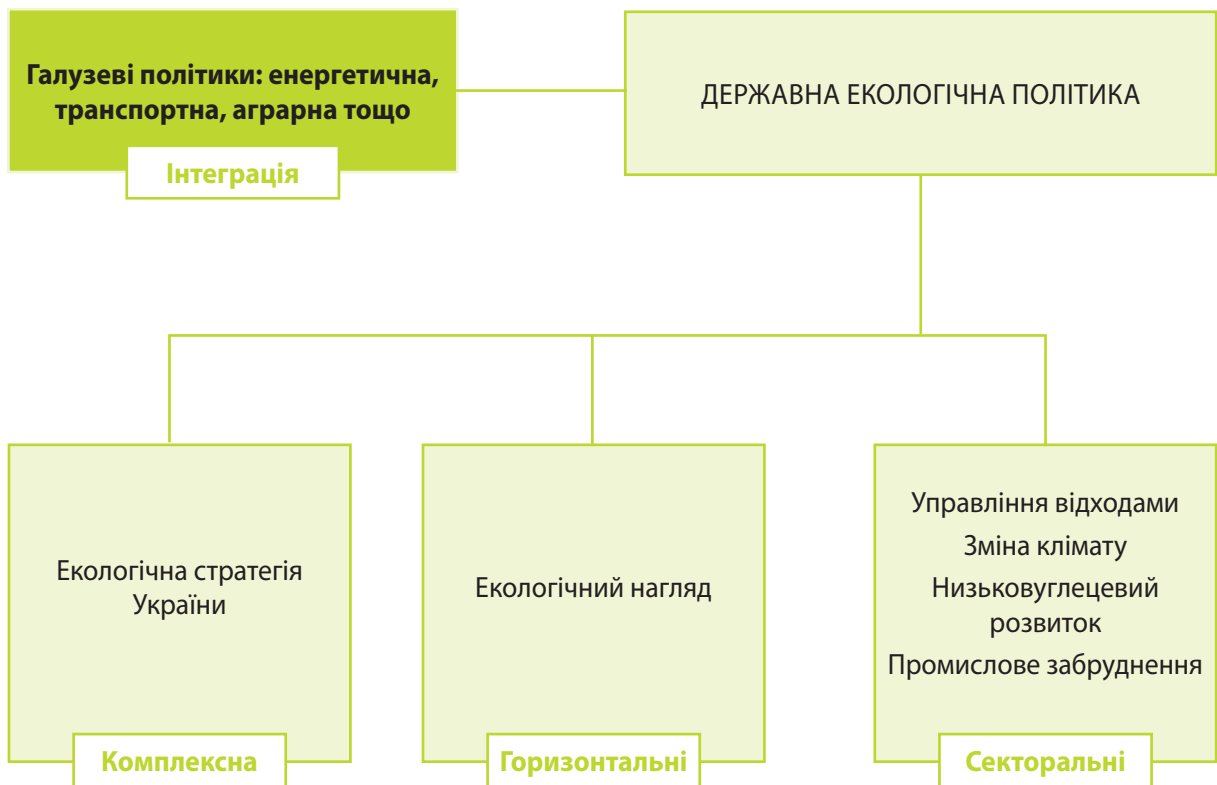 Галузеві політики: енергетична,
транспортна, аграрна тощо
Інтеграція
ДЕРЖАВНА ЕКОЛОГІЧНА ПОЛІТИКА
Екологічна стратегія
України
Комплексна
Екологічний нагляд
Горизонтальні
Управління відходами
Зміна клімату
Низьковуглецевий
розвиток
Промислове забруднення
Секторальні